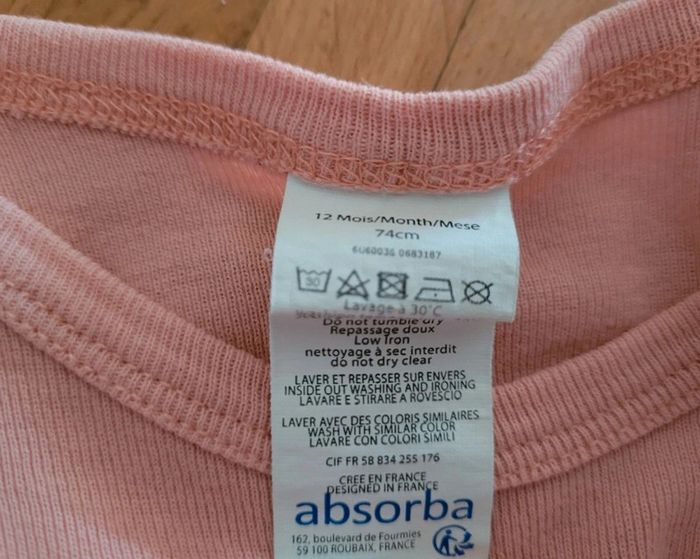 12 Mois/Month/Mese
74cm
6U60036 0683187
30
Lavage à 30°C
Do not tumble dry
Repassage doux
Low Iron
nettoyage à sec interdit
do not dry clear
LAVER ET REPASSER SUR ENVERS
INSIDE OUT WASHING AND IRONING
LAVARE E STIRARE A ROVESCIO
LAVER AVEC DES COLORIS SIMILAIRES
WASH WITH SIMILAR COLOR
LAVARE CON COLORI SIMILI
CIF FR 58 834 255 176
CREE EN FRANCE
DESIGNED IN FRANCE
absorba
162, boulevard de Fourmies
59 100 ROUBAIX, FRANCE